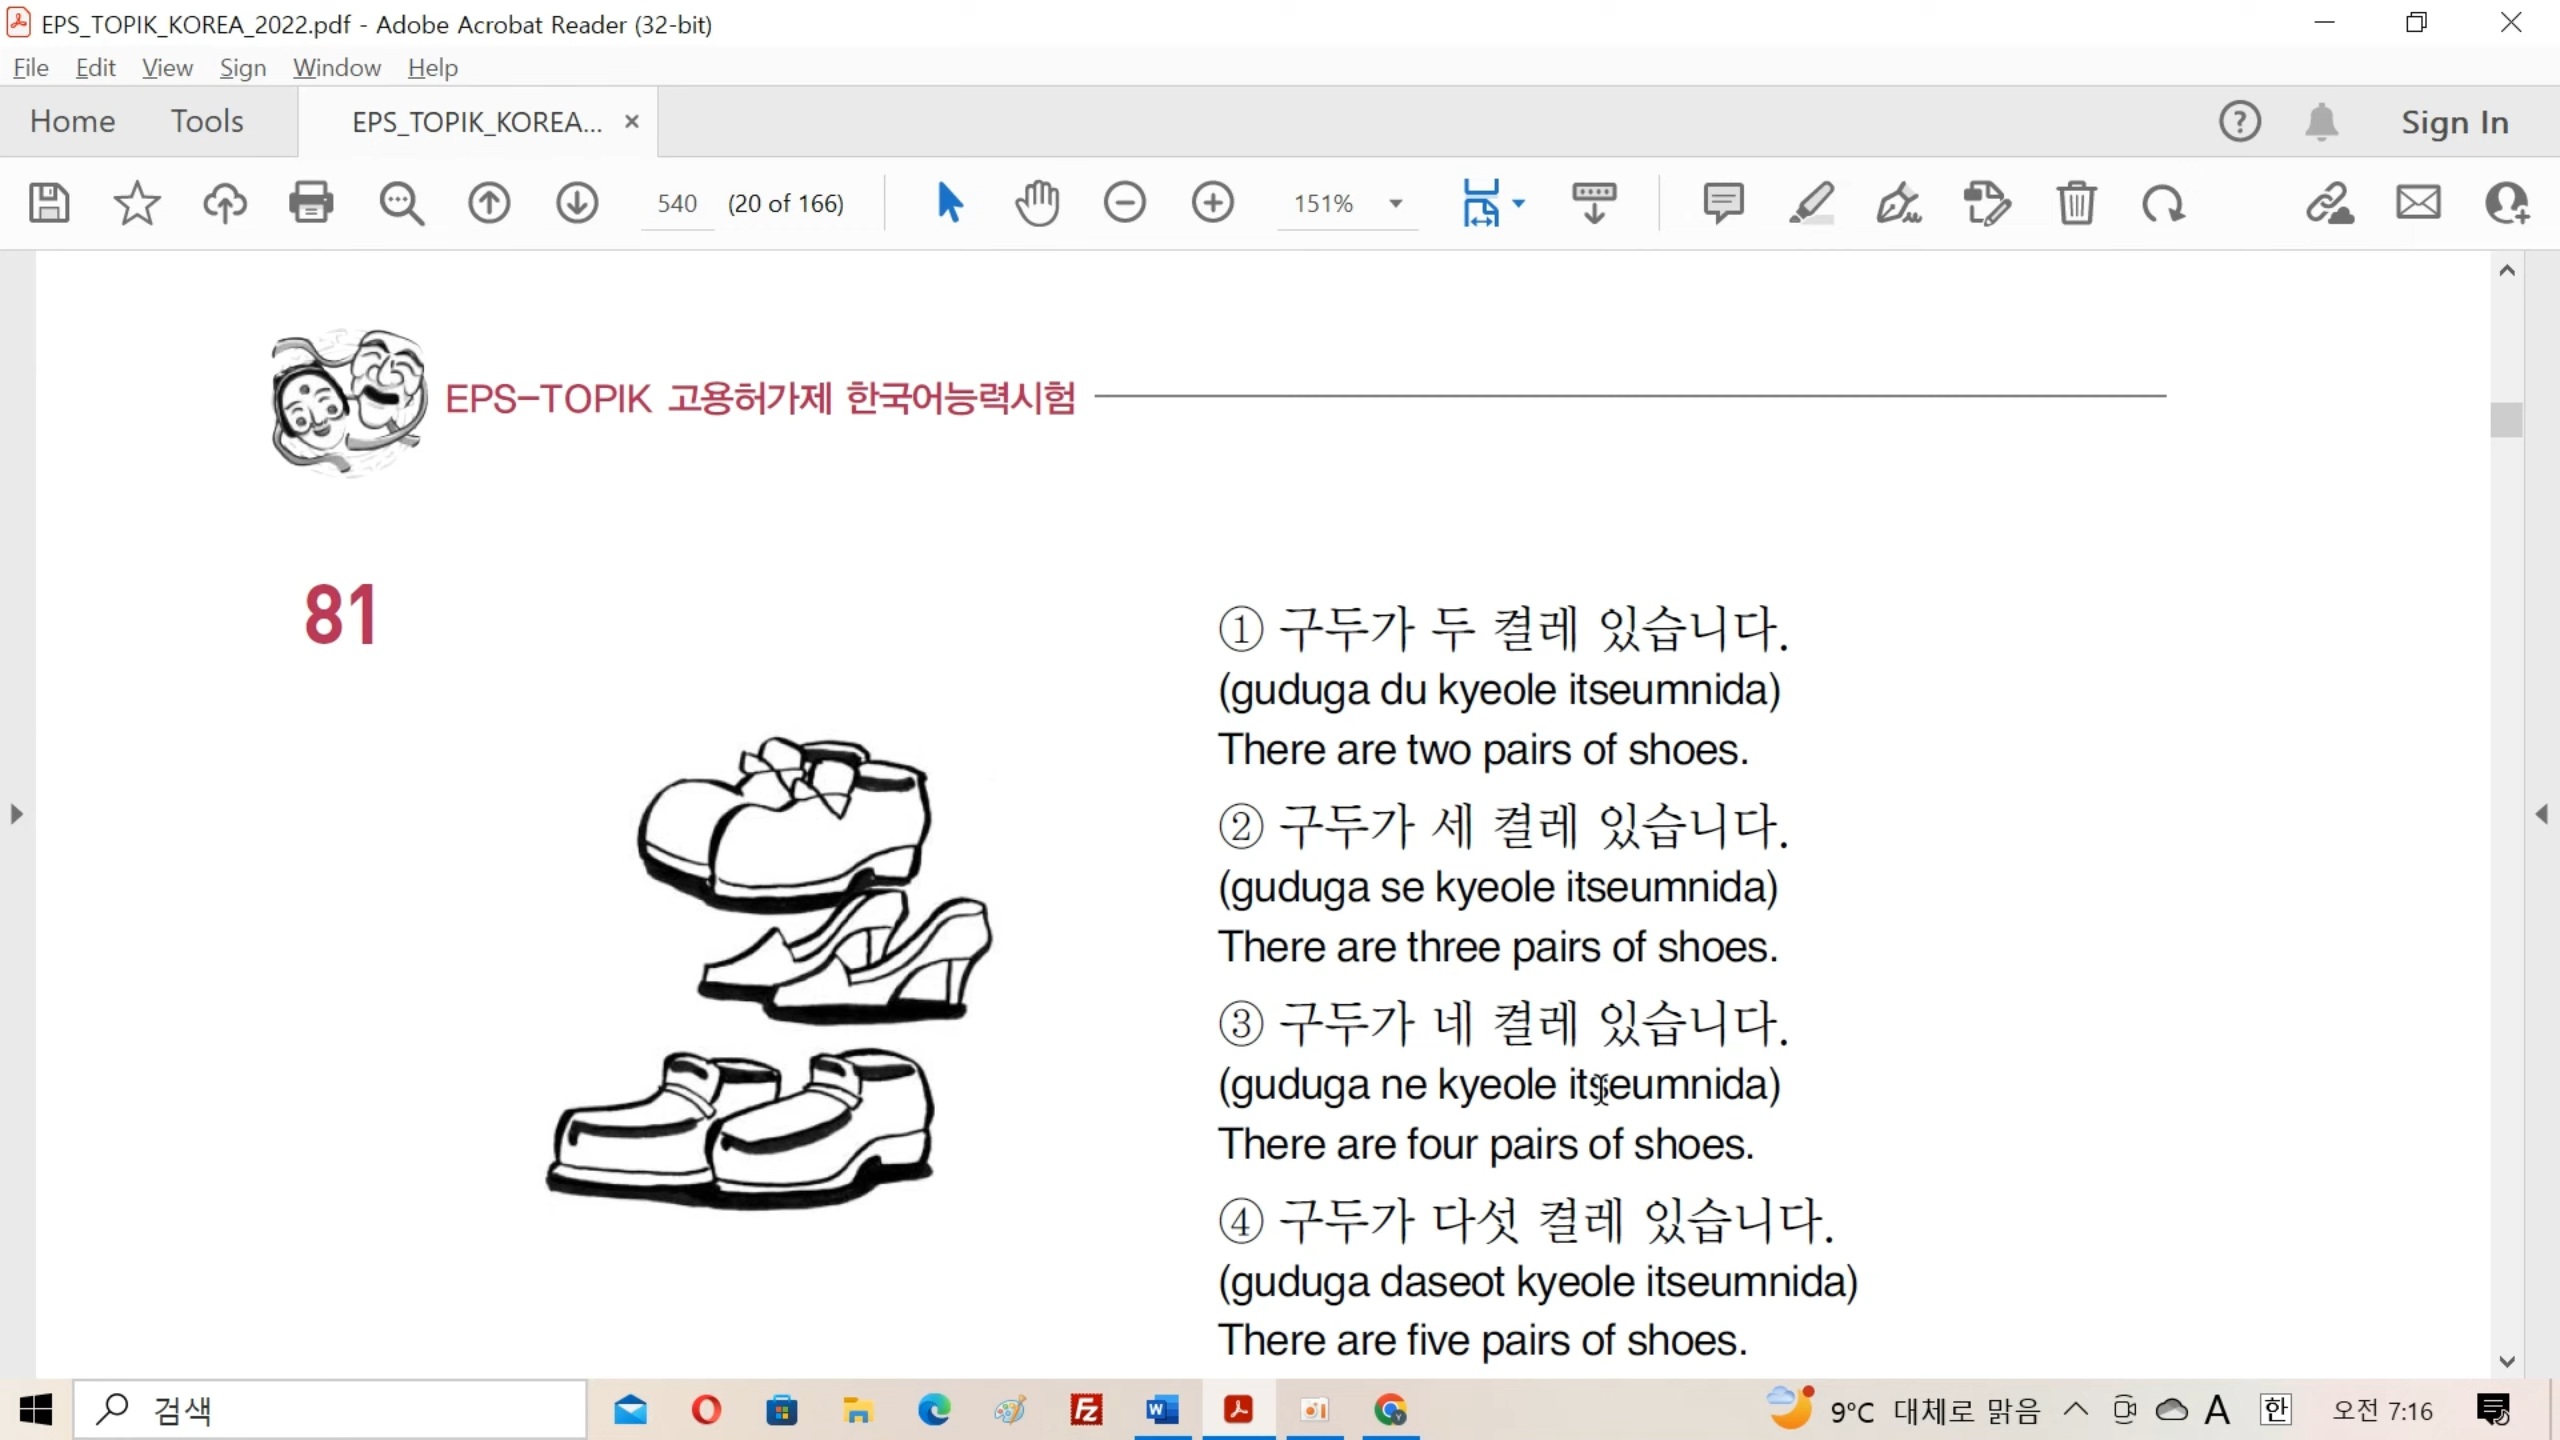 EPS_TOPIK_KOREA_2022.pdf - Adobe Acrobat Reader (32-bit)
File Edit View Sign Window Help
Home Tools EPS_TOPIK_KOREA... × Sign In
540 (20 of 166) 151%
EPS-TOPIK 고용허가제 한국어능력시험
81
① 구두가 두 켤레 있습니다.
(guduga du kyeole itseumnida)
There are two pairs of shoes.
② 구두가 세 켤레 있습니다.
(guduga se kyeole itseumnida)
There are three pairs of shoes.
③ 구두가 네 켤레 있습니다.
(guduga ne kyeole itseumnida)
There are four pairs of shoes.
④ 구두가 다섯 켤레 있습니다.
(guduga daseot kyeole itseumnida)
There are five pairs of shoes.
검색 9°C 대체로 맑음 A 한 오전 7:16